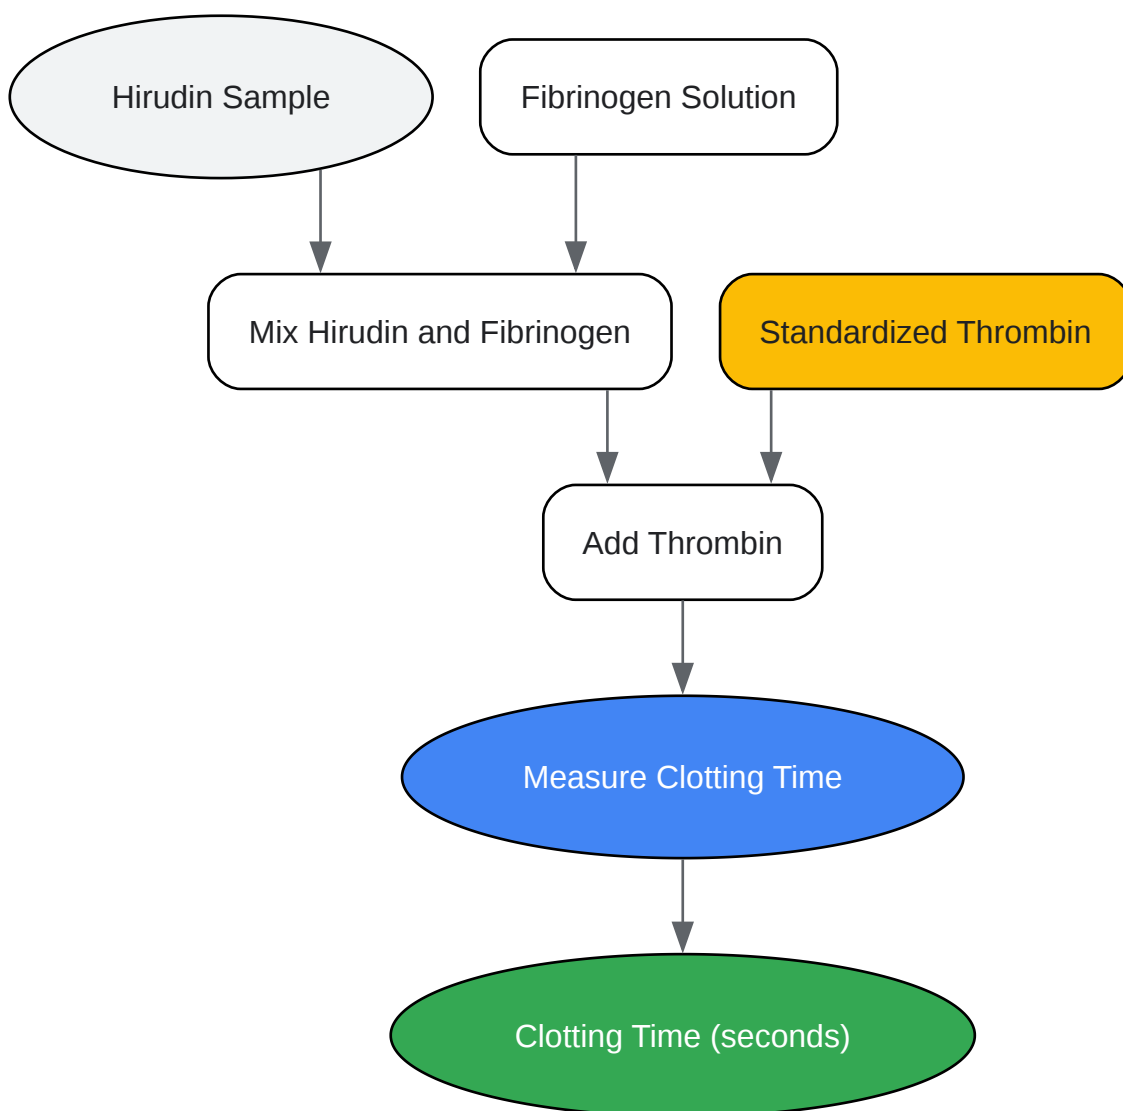 Hirudin Sample
Fibrinogen Solution
Mix Hirudin and Fibrinogen
Standardized Thrombin
Add Thrombin
Measure Clotting Time
Clotting Time (seconds)